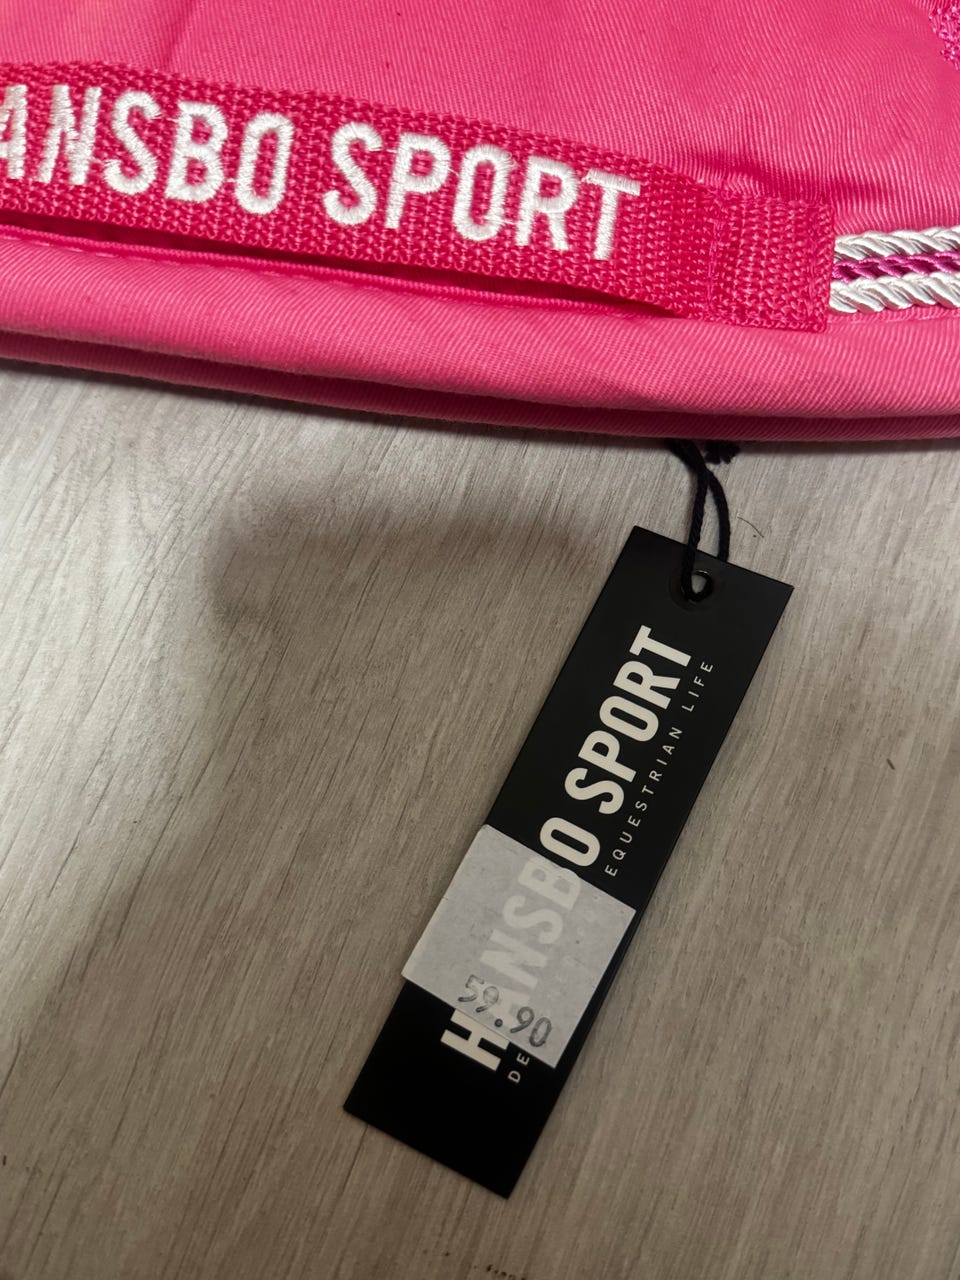 ANSBO SPORT
HANSBO SPORT
EQUESTRIAN LIFE
59.90